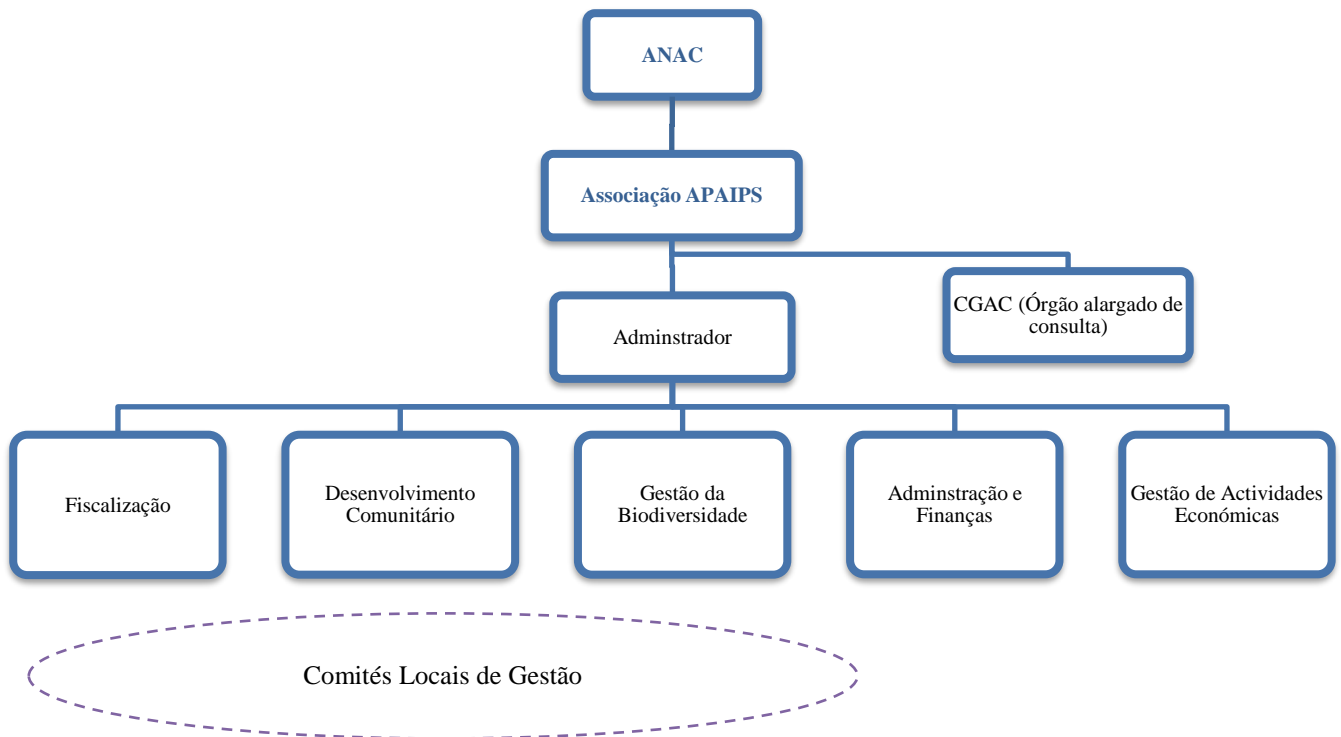 ANAC
Associação APAIPS
CGAC (Órgão alargado de
consulta)
Adminstrador
Fiscalização
Desenvolvimento
Comunitário
Gestão da
Biodiversidade
Adminstração e
Finanças
Gestão de Actividades
Económicas
Comités Locais de Gestão